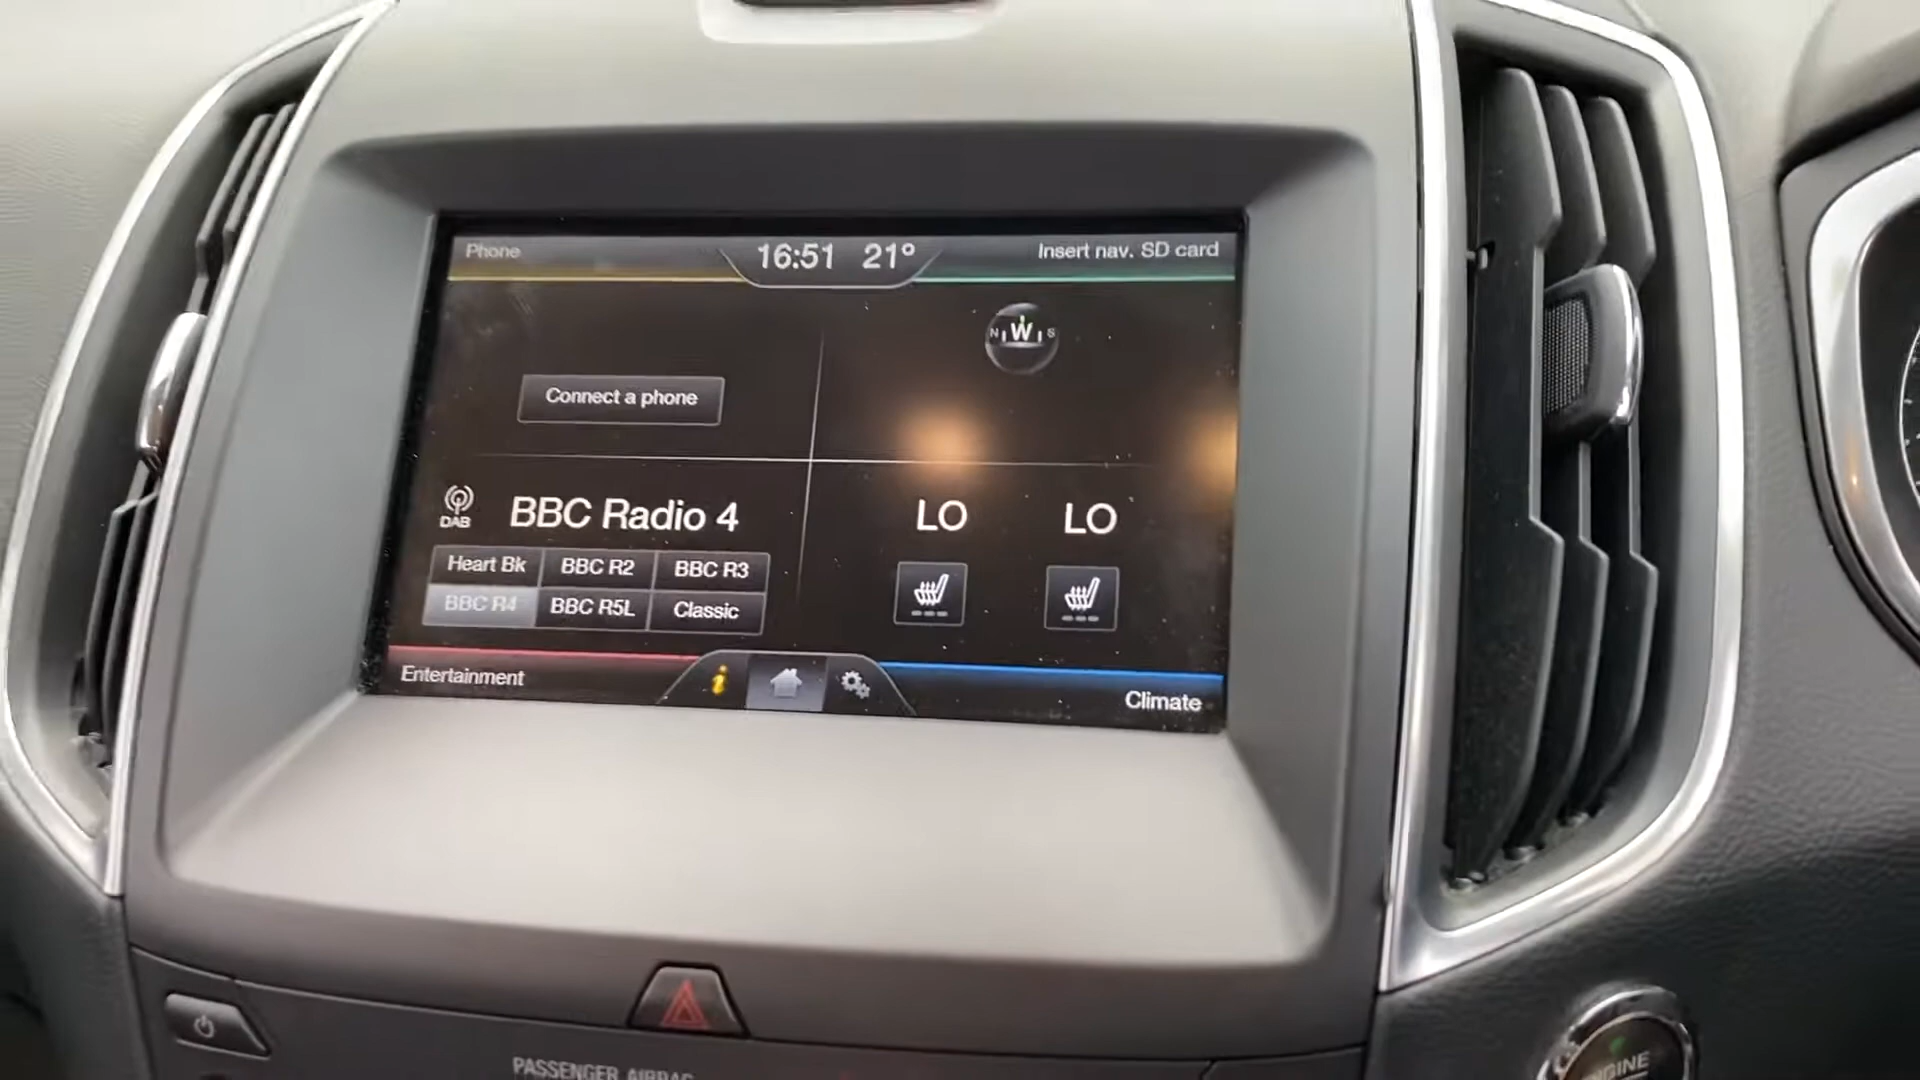 Phone
16:51 21°
Insert nav. SD card
N W S
Connect a phone
DAB
BBC Radio 4
LO LO
Heart Bk BBC R2 BBC R3
BBC R4 BBC R5L Classic
Entertainment
i
Climate
PASSENGER AIRBAG
ENGINE